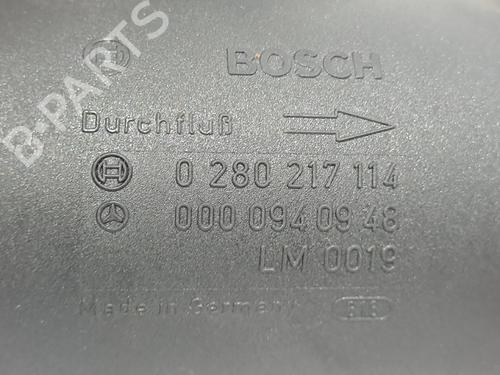 B-PARTS
BOSCH
Durchfluß
0 280 217 114
000 094 09 48
LM 0019
Made in Germany